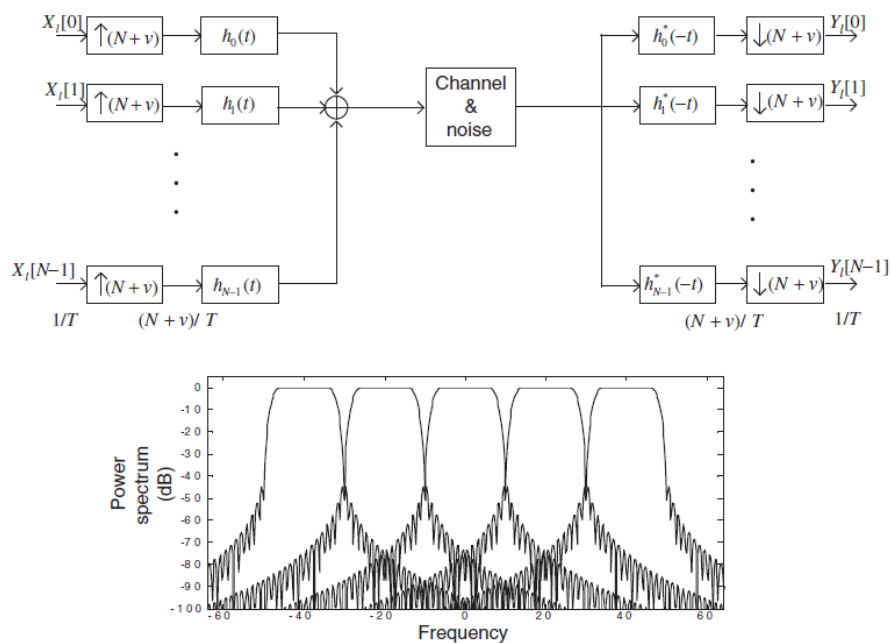 X_l[0] ↑(N+v) h_0(t) h_0^*(-t) ↓(N+v) Y_l[0]
X_l[1] ↑(N+v) h_1(t) Channel & noise h_1^*(-t) ↓(N+v) Y_l[1]
X_l[N-1] ↑(N+v) h_{N-1}(t) h_{N-1}^*(-t) ↓(N+v) Y_l[N-1]
1/T (N+v)/ T (N+v)/ T 1/T
Power spectrum (dB)
0
-10
-20
-30
-40
-50
-60
-70
-80
-90
-100
-60 -40 -20 0 20 40 60
Frequency